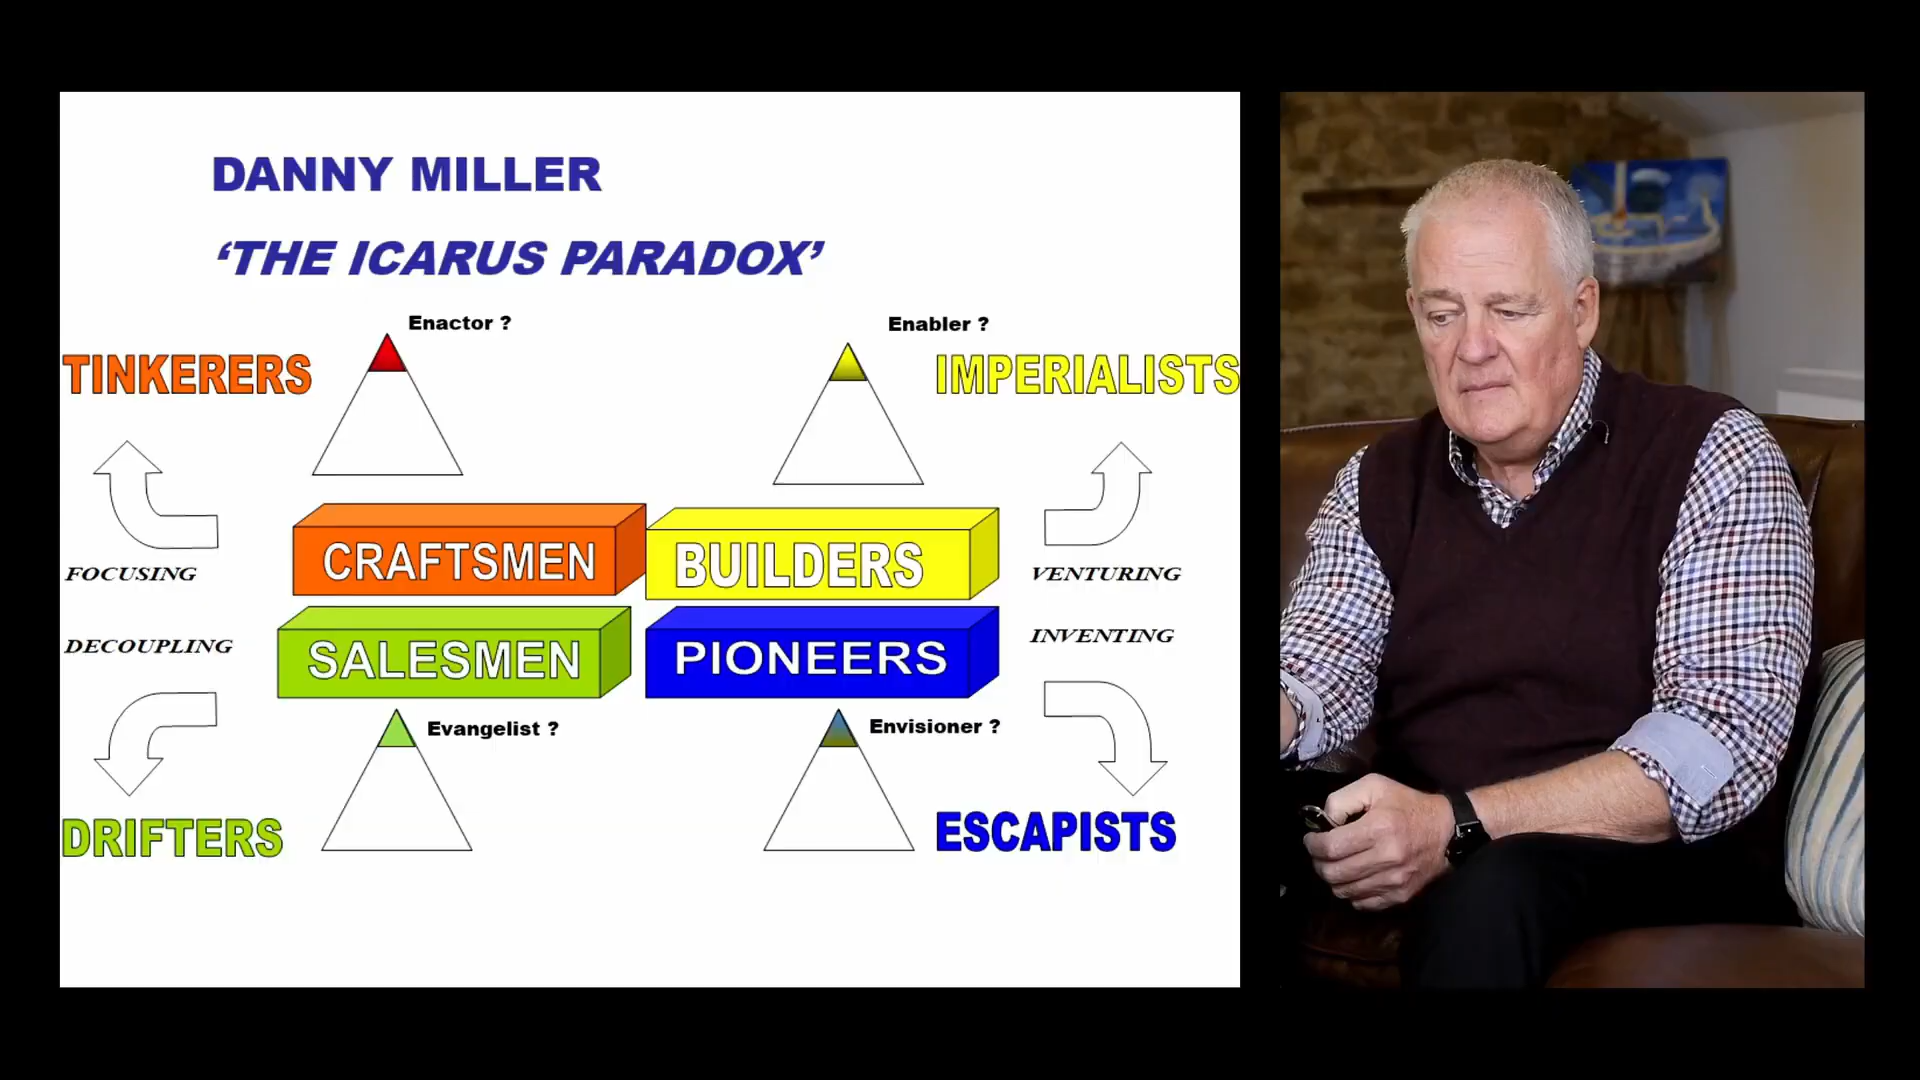 DANNY MILLER
‘THE ICARUS PARADOX’
Enactor ?
Enabler ?
TINKERERS
IMPERIALISTS
CRAFTSMEN
BUILDERS
FOCUSING
VENTURING
DECOUPLING
INVENTING
SALESMEN
PIONEERS
Evangelist ?
Envisioner ?
DRIFTERS
ESCAPISTS